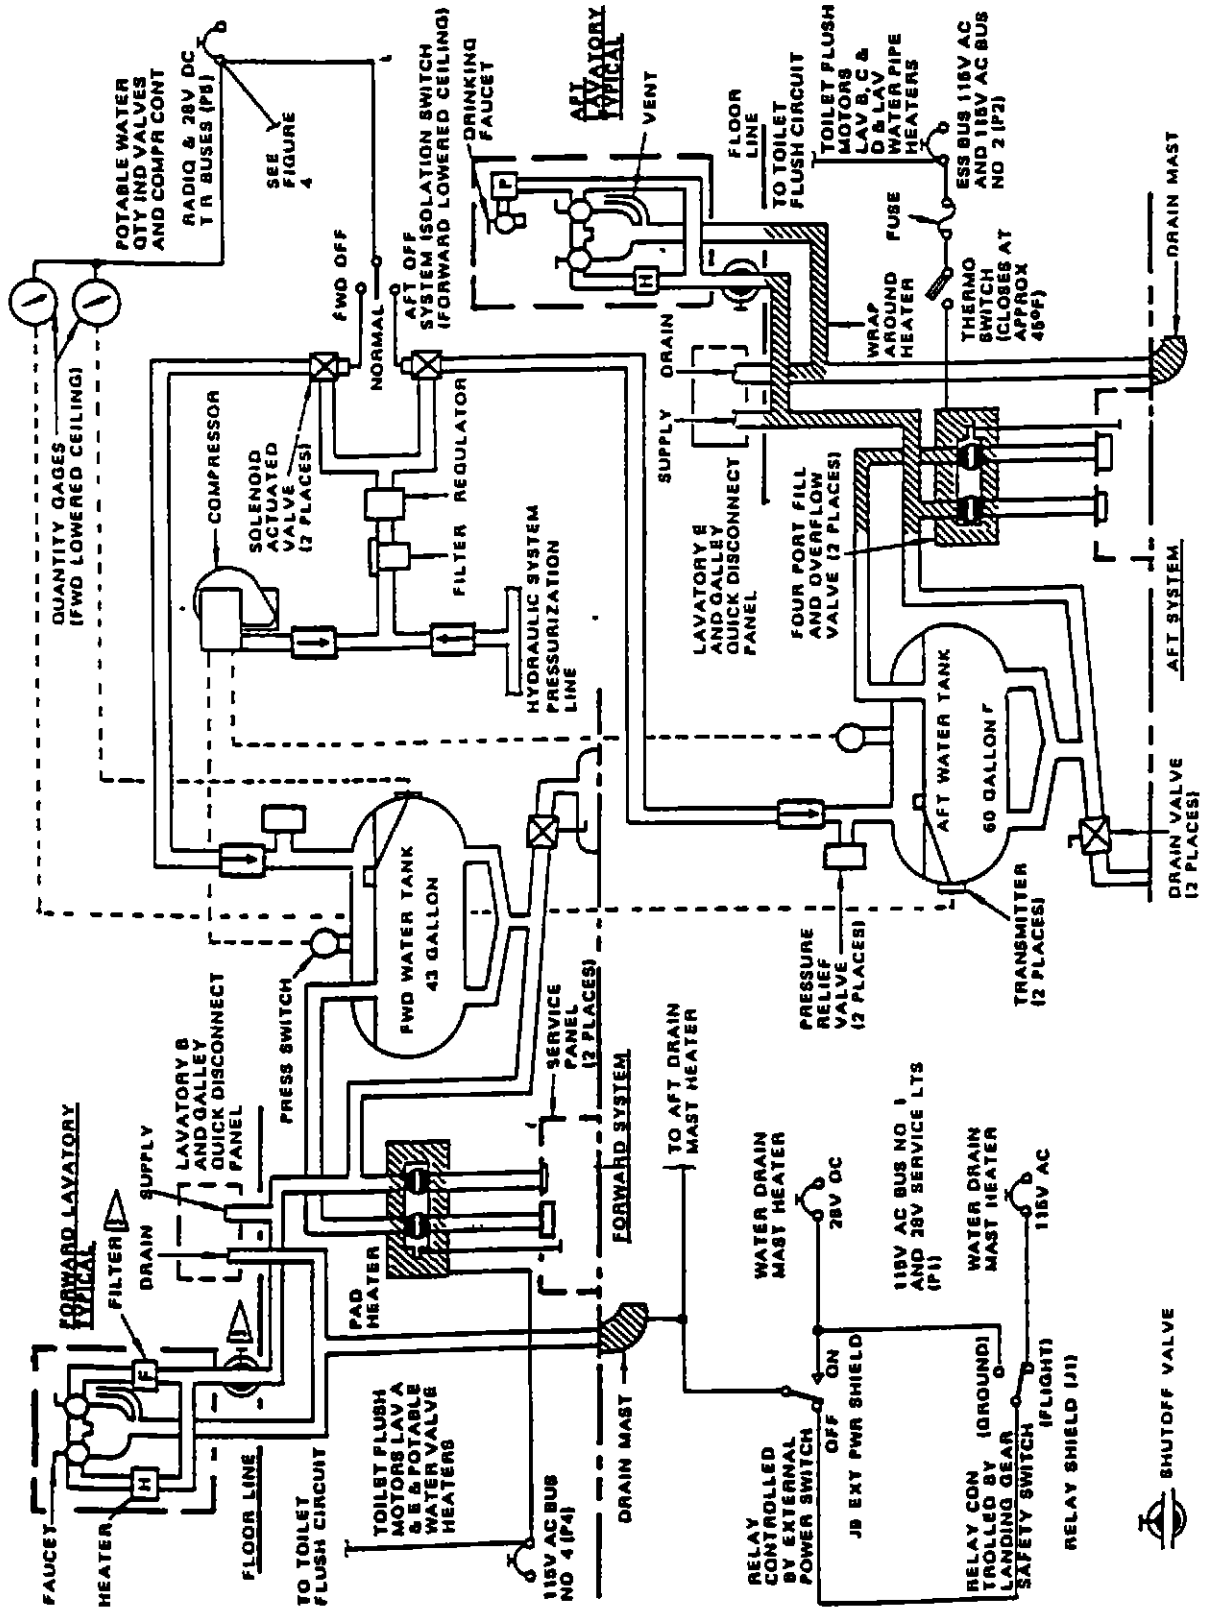 FORWARD LAVATORY
TYPICAL
FAUCET
HEATER
H
F
FILTER
DRAIN
SUPPLY
LAVATORY B
AND GALLEY
QUICK DISCONNECT
PANEL
FLOOR LINE
TO TOILET
FLUSH CIRCUIT
TOILET FLUSH
MOTORS LAV A
& E & POTABLE
WATER VALVE
HEATERS
115V AC BUS
NO 4 (P4)
PAD
HEATER
PRESS SWITCH
FWD WATER TANK
43 GALLON
SERVICE
PANEL
(2 PLACES)
FORWARD SYSTEM
DRAIN MAST
QUANTITY GAGES
(FWD LOWERED CEILING)
COMPRESSOR
SOLENOID
ACTUATED
VALVE
(2 PLACES)
FILTER
REGULATOR
HYDRAULIC SYSTEM
PRESSURIZATION
LINE
POTABLE WATER
QTY IND VALVES
AND COMPR CONT
RADIO & 28V DC
TR BUSES (P5)
SEE
FIGURE
4
FWD OFF
NORMAL
AFT OFF
SYSTEM ISOLATION SWITCH
(FORWARD LOWERED CEILING)
DRINKING
FAUCET
AFT
LAVATORY
TYPICAL
VENT
F
H
FLOOR
LINE
TO TOILET
FLUSH CIRCUIT
TOILET FLUSH
MOTORS
LAV B, C &
D & LAV
WATER PIPE
HEATERS
ESS BUS 115V AC
AND 115V AC BUS
NO 2 (P2)
FUSE
THERMO
SWITCH
(CLOSES AT
APPROX
45°F)
WRAP
AROUND
HEATER
DRAIN
SUPPLY
LAVATORY E
AND GALLEY
QUICK DISCONNECT
PANEL
FOUR PORT FILL
AND OVERFLOW
VALVE (2 PLACES)
DRAIN MAST
AFT SYSTEM
AFT WATER TANK
60 GALLON
DRAIN VALVE
(2 PLACES)
TRANSMITTER
(2 PLACES)
PRESSURE
RELIEF
VALVE
(2 PLACES)
TO AFT DRAIN
MAST HEATER
WATER DRAIN
MAST HEATER
28V DC
115V AC BUS NO 1
AND 28V SERVICE LTS
(P1)
WATER DRAIN
MAST HEATER
115V AC
RELAY
CONTROLLED
BY EXTERNAL
POWER SWITCH
OFF
ON
J9 EXT PWR SHIELD
RELAY CON
TROLLED BY
LANDING GEAR
SAFETY SWITCH
(GROUND)
(FLIGHT)
RELAY SHIELD (J1)
SHUTOFF VALVE